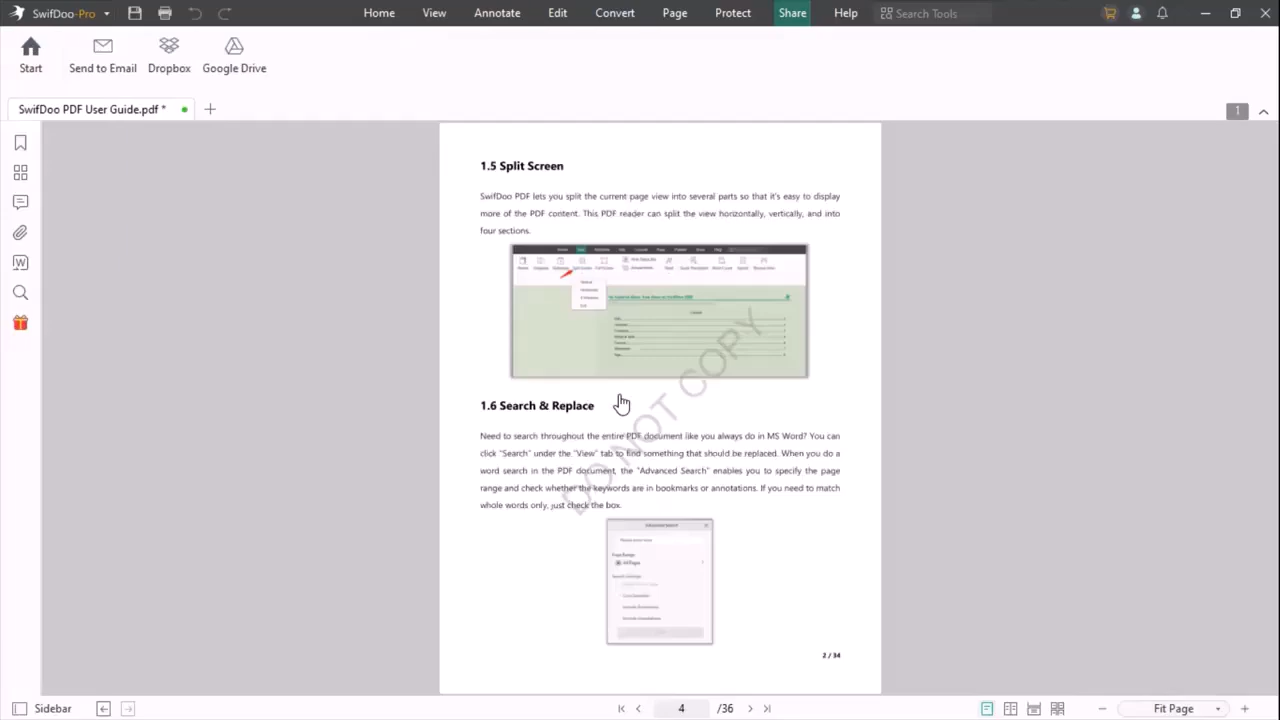 SwifDoo-Pro
Home View Annotate Edit Convert Page Protect Share Help Search Tools
Start Send to Email Dropbox Google Drive
SwifDoo PDF User Guide.pdf *
1
1.5 Split Screen
SwifDoo PDF lets you split the current page view into several parts so that it's easy to display
more of the PDF content. This PDF reader can split the view horizontally, vertically, and into
four sections.
DO NOT COPY
1.6 Search & Replace
Need to search throughout the entire PDF document like you always do in MS Word? You can
click "Search" under the "View" tab to find something that should be replaced. When you do a
word search in the PDF document, the "Advanced Search" enables you to specify the page
range and check whether the keywords are in bookmarks or annotations. If you need to match
whole words only, just check the box.
Page Range
All Pages
2 / 34
Sidebar
4 /36
Fit Page